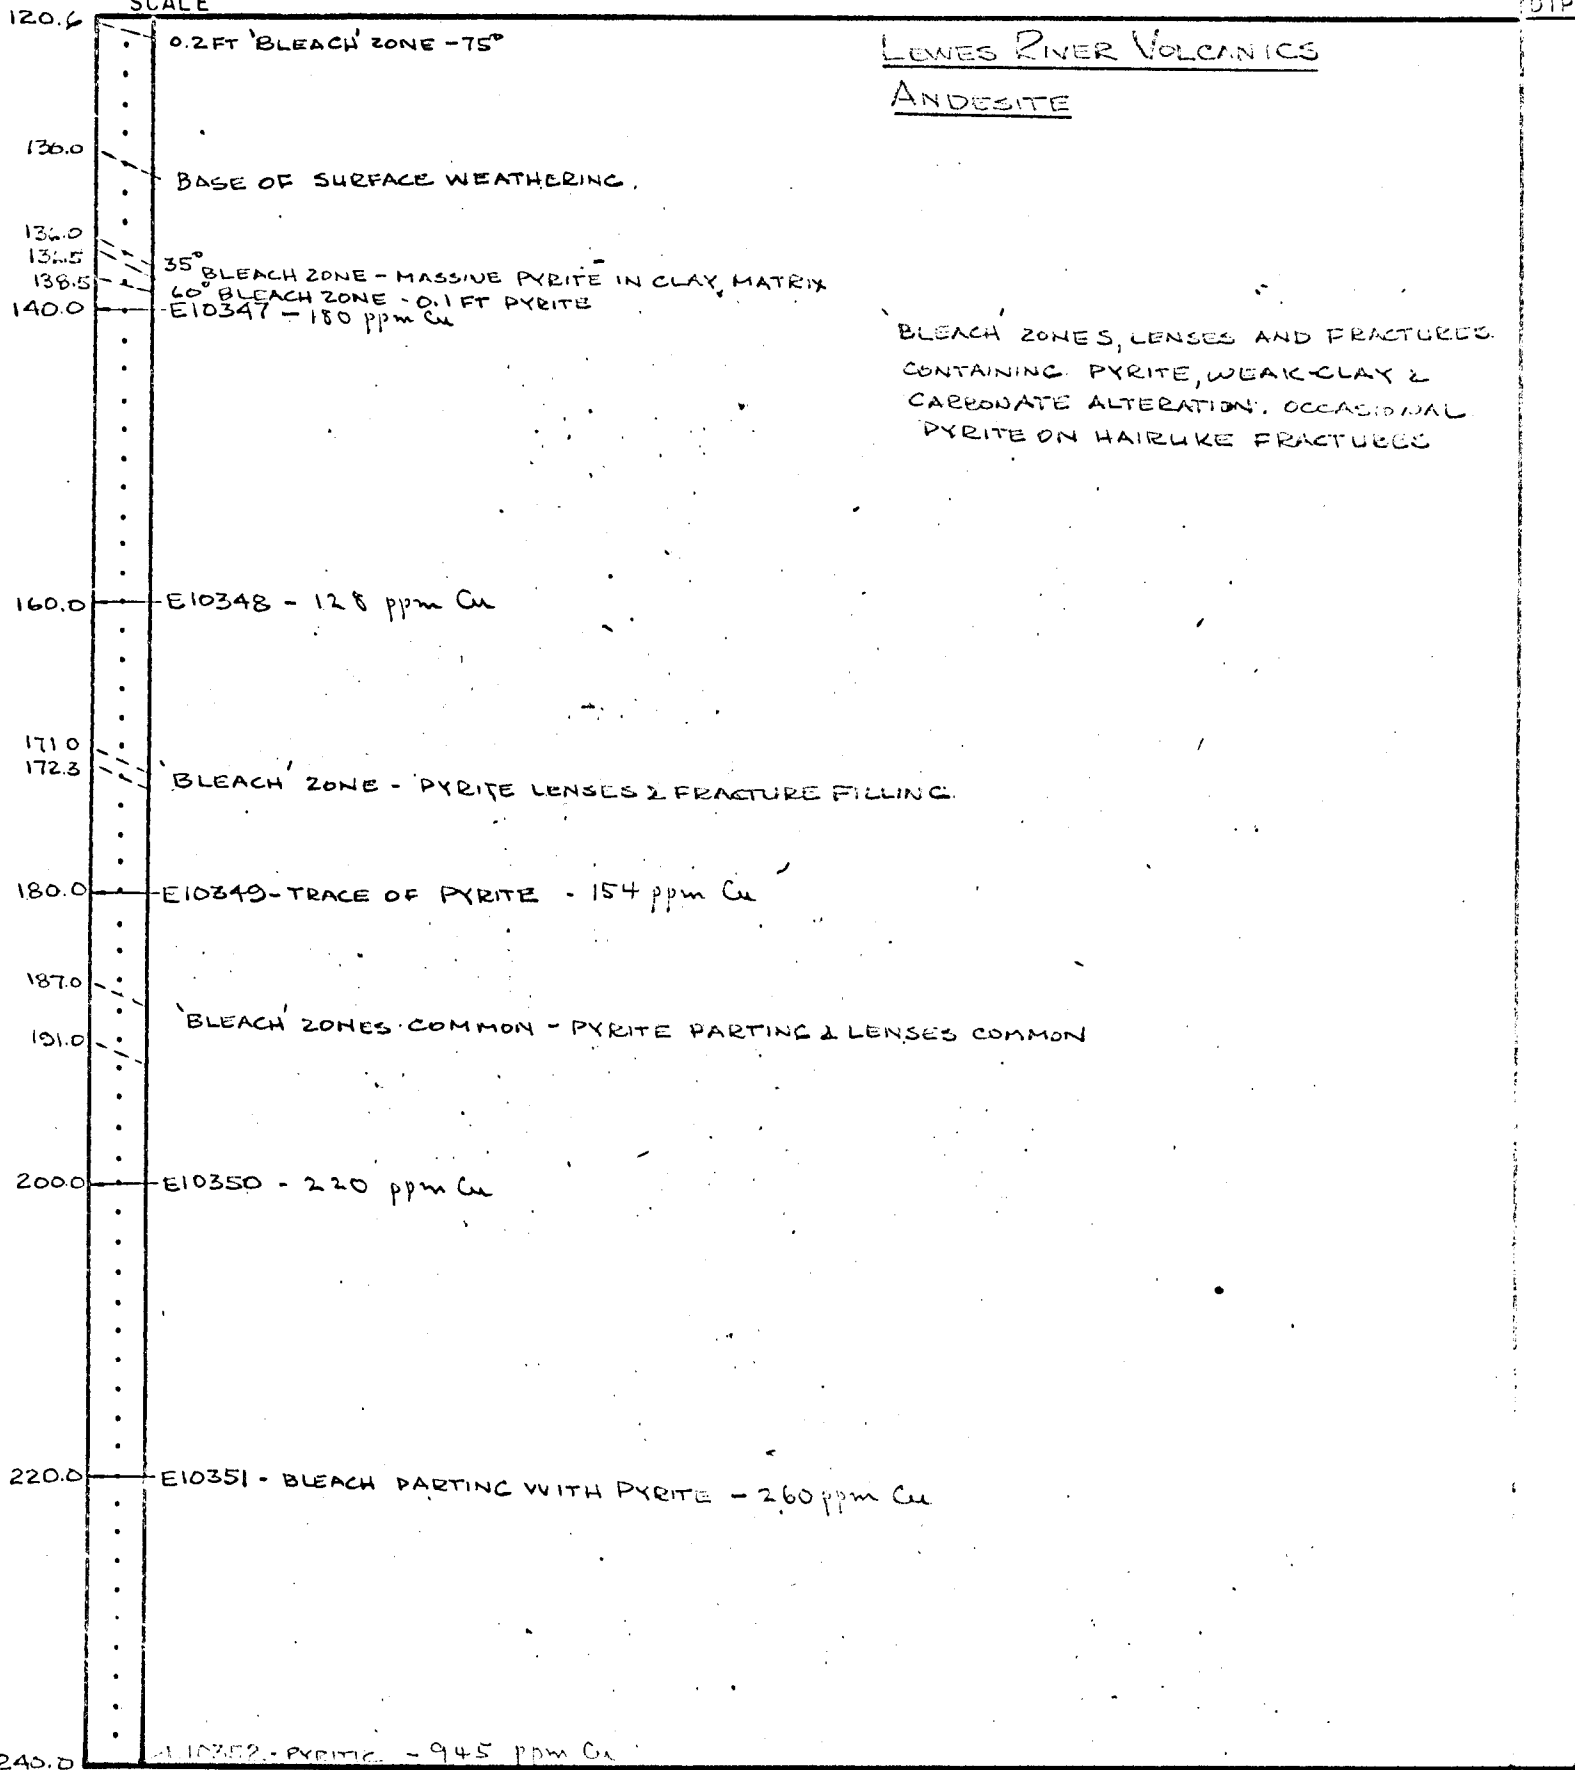 SCALE
DIP
120.6
0.2 FT 'BLEACH' ZONE - 75°
LEWES RIVER VOLCANICS
ANDESITE
130.0
BASE OF SURFACE WEATHERING.
136.0
136.5
35° BLEACH ZONE - MASSIVE PYRITE IN CLAY MATRIX
138.5
60° BLEACH ZONE - 0.1 FT PYRITE
140.0
E10347 - 180 ppm Cu
'BLEACH' ZONES, LENSES AND FRACTURES
CONTAINING PYRITE, WEAK CLAY &
CARBONATE ALTERATION. OCCASIONAL
PYRITE ON HAIRLIKE FRACTURES
160.0
E10348 - 128 ppm Cu
171.0
172.3
'BLEACH' ZONE - PYRITE LENSES & FRACTURE FILLING.
180.0
E10349 - TRACE OF PYRITE - 154 ppm Cu
187.0
'BLEACH' ZONES COMMON - PYRITE PARTING & LENSES COMMON
191.0
200.0
E10350 - 220 ppm Cu
220.0
E10351 - BLEACH PARTING WITH PYRITE - 260 ppm Cu
240.0
E10352 - PYRITIC - 945 ppm Cu